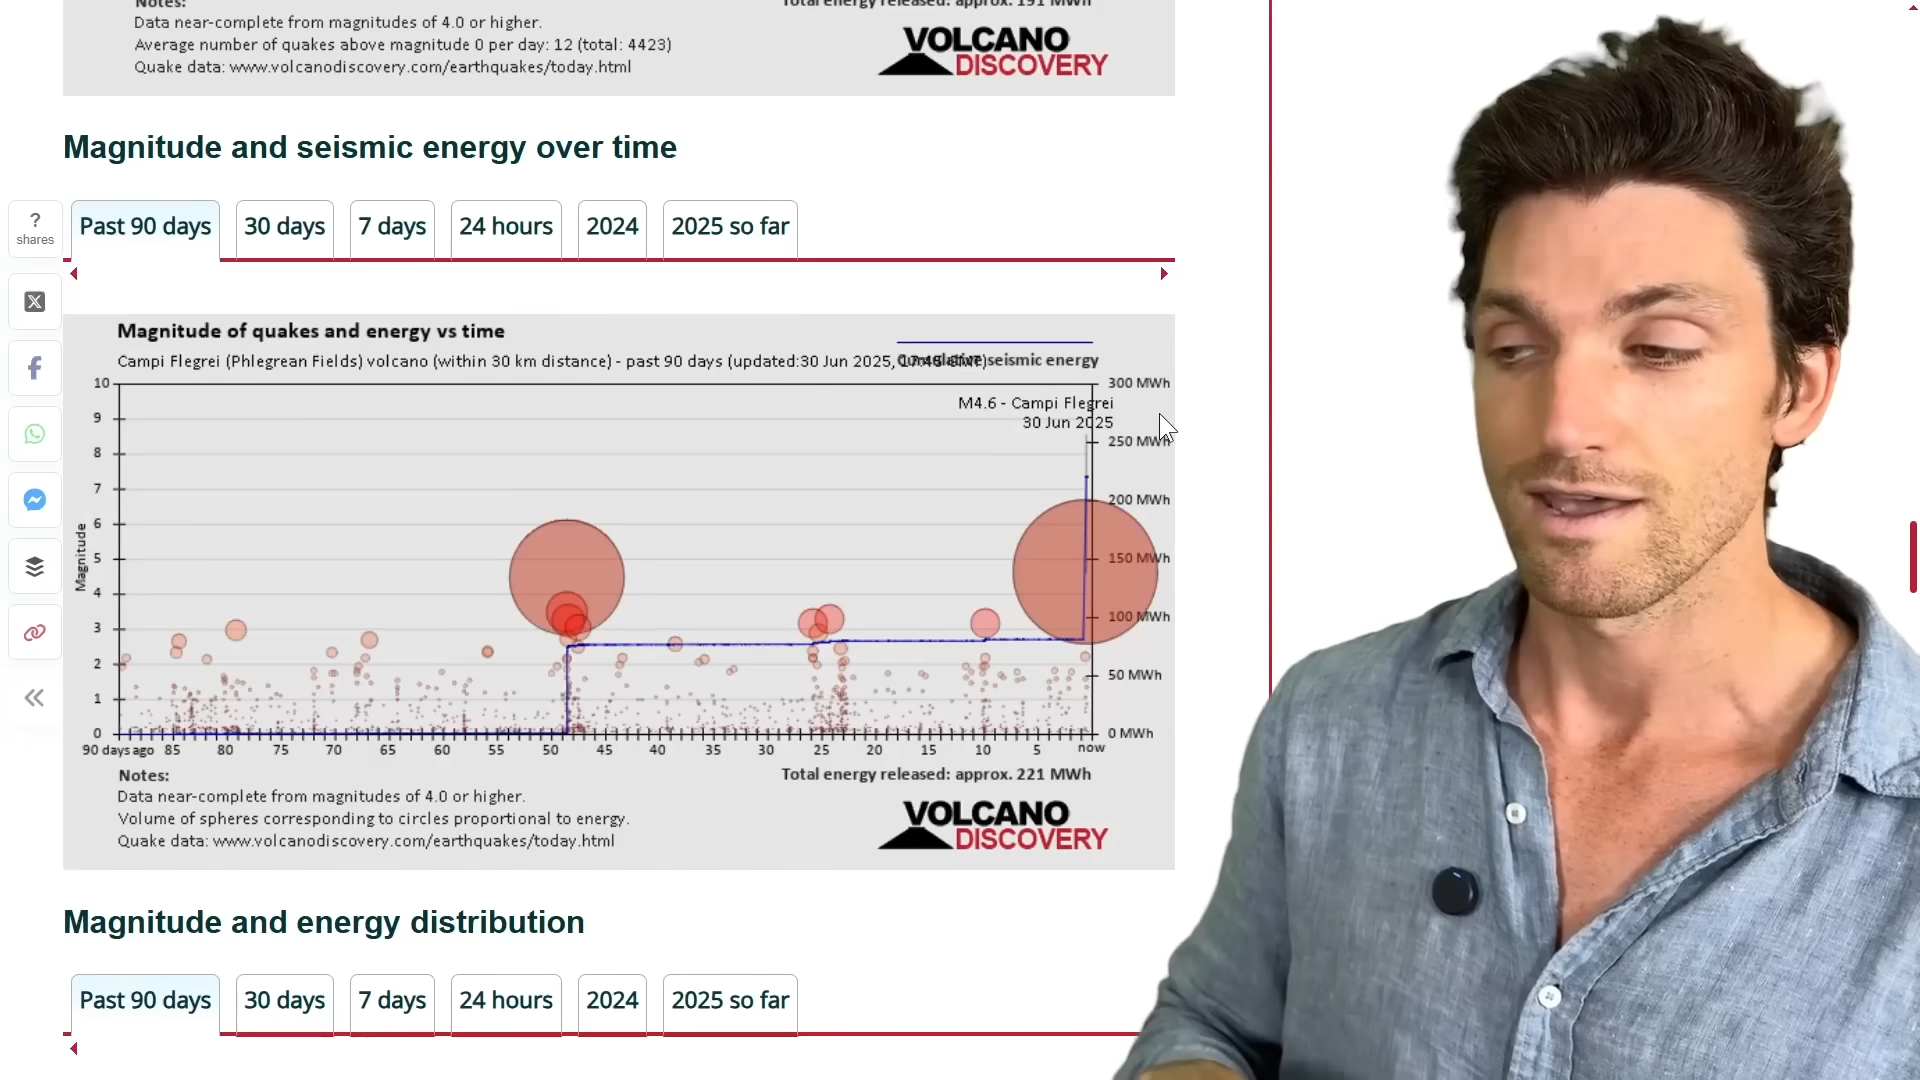 Notes:
Total energy released: approx. 191 MWh
Data near-complete from magnitudes of 4.0 or higher.
Average number of quakes above magnitude 0 per day: 12 (total: 4423)
Quake data: www.volcanodiscovery.com/earthquakes/today.html
VOLCANO
DISCOVERY
Magnitude and seismic energy over time
?
shares
Past 90 days
30 days
7 days
24 hours
2024
2025 so far
Magnitude of quakes and energy vs time
Campi Flegrei (Phlegrean Fields) volcano (within 30 km distance) - past 90 days (updated:30 Jun 2025,
seismic energy
M4.6 - Campi Flegrei
30 Jun 2025
Magnitude
10
9
8
7
6
5
4
3
2
1
0
300 MWh
250 MWh
200 MWh
150 MWh
100 MWh
50 MWh
0 MWh
90 days ago 85 80 75 70 65 60 55 50 45 40 35 30 25 20 15 10 5 now
Notes:
Total energy released: approx. 221 MWh
Data near-complete from magnitudes of 4.0 or higher.
Volume of spheres corresponding to circles proportional to energy.
Quake data: www.volcanodiscovery.com/earthquakes/today.html
VOLCANO
DISCOVERY
Magnitude and energy distribution
Past 90 days
30 days
7 days
24 hours
2024
2025 so far